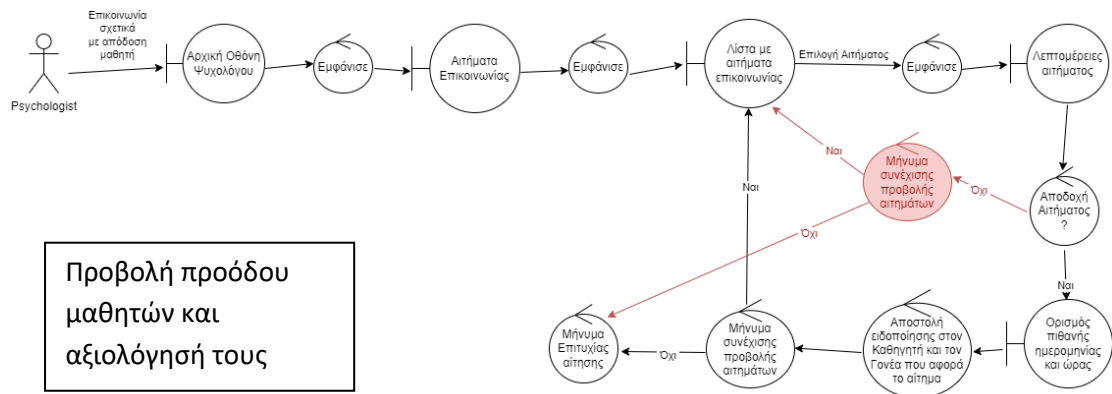 Επικοινωνία
σχετικά
με απόδοση
μαθητή
Psychologist
Αρχική Οθόνη
Ψυχολόγου
Εμφάνισε
Αιτήματα
Επικοινωνίας
Εμφάνισε
Λίστα με
αιτήματα
επικοινωνίας
Επιλογή Αιτήματος
Εμφάνισε
Λεπτομέρειες
αιτήματος
Ναι
Μήνυμα
συνέχισης
προβολής
αιτημάτων
Όχι
Αποδοχή
Αιτήματος
?
Ναι
Όχι
Ναι
Προβολή προόδου
μαθητών και
αξιολόγησή τους
Μήνυμα
Επιτυχίας
αίτησης
Όχι
Μήνυμα
συνέχισης
προβολής
αιτημάτων
Αποστολή
ειδοποίησης στον
Καθηγητή και τον
Γονέα που αφορά
το αίτημα
Ορισμός
πιθανής
ημερομηνίας
και ώρας